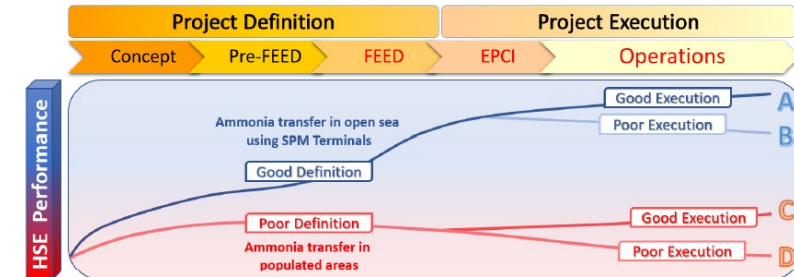 Project Definition
Project Execution
Concept
Pre-FEED
FEED
EPCI
Operations
HSE Performance
Good Execution
A
Ammonia transfer in open sea
using SPM Terminals
Poor Execution
B
Good Definition
Poor Definition
Good Execution
C
Ammonia transfer in
populated areas
Poor Execution
D